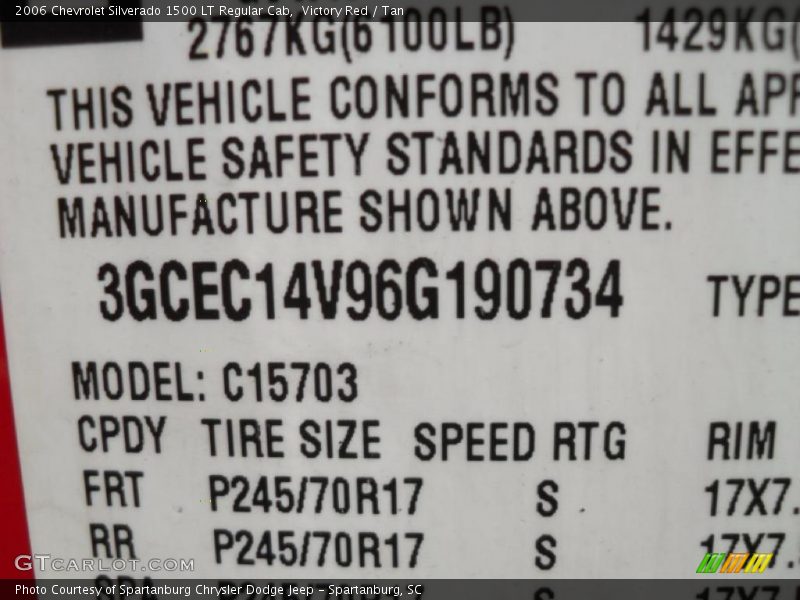 2006 Chevrolet Silverado 1500 LT Regular Cab, Victory Red / Tan
2767KG(6100LB) 1429KG(
THIS VEHICLE CONFORMS TO ALL APP
VEHICLE SAFETY STANDARDS IN EFFE
MANUFACTURE SHOWN ABOVE.
3GCEC14V96G190734 TYPE
MODEL: C15703
CPDY TIRE SIZE SPEED RTG RIM
FRT P245/70R17 S 17X7.
RR P245/70R17 S 17X7.
GTCARLOT.COM
Photo Courtesy of Spartanburg Chrysler Dodge Jeep – Spartanburg, SC